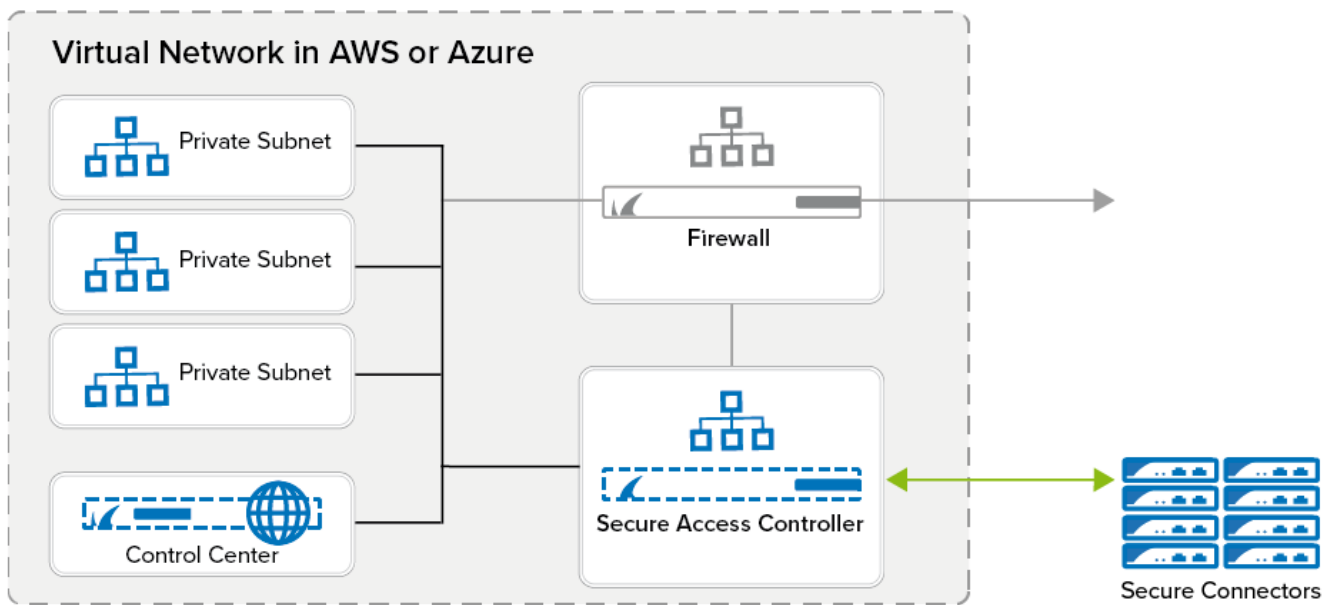 Virtual Network in AWS or Azure
Private Subnet
Private Subnet
Private Subnet
Control Center
Firewall
Secure Access Controller
Secure Connectors